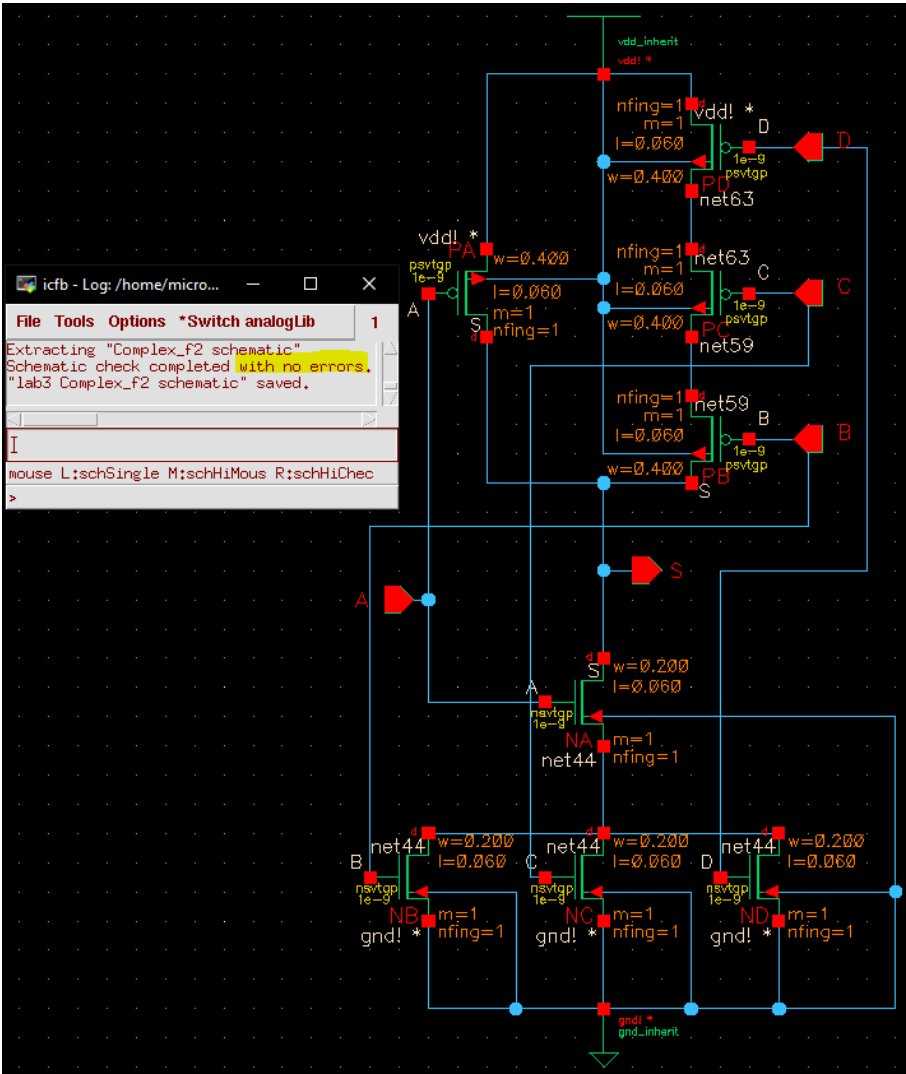 vdd_inherit
vdd! *
nfing=1
d
vdd! *
m=1
D
l=0.060
D
1e-9
psvtgp
w=0.400
PD
net63
vdd! *
PA
w=0.400
psvtgp
1e-9
l=0.060
A
m=1
S
nfing=1
d
nfing=1
d
net63
m=1
C
l=0.060
C
1e-9
psvtgp
w=0.400
PC
net59
icfb - Log: /home/micro...
File Tools Options *Switch analogLib 1
Extracting "Complex_f2 schematic"
Schematic check completed with no errors.
"lab3 Complex_f2 schematic" saved.
mouse L:schSingle M:schHiMous R:schHiChec
>
nfing=1
d
net59
m=1
B
l=0.060
B
1e-9
psvtgp
w=0.400
PB
S
S
A
d
S
w=0.200
l=0.060
A
nsvtgp
1e-9
NA
m=1
net44
nfing=1
d
net44
w=0.200
B
l=0.060
nsvtgp
1e-9
NB
m=1
gnd! *
nfing=1
d
net44
w=0.200
C
l=0.060
nsvtgp
1e-9
NC
m=1
gnd! *
nfing=1
d
net44
w=0.200
D
l=0.060
nsvtgp
1e-9
ND
m=1
gnd! *
nfing=1
gnd! *
gnd_inherit